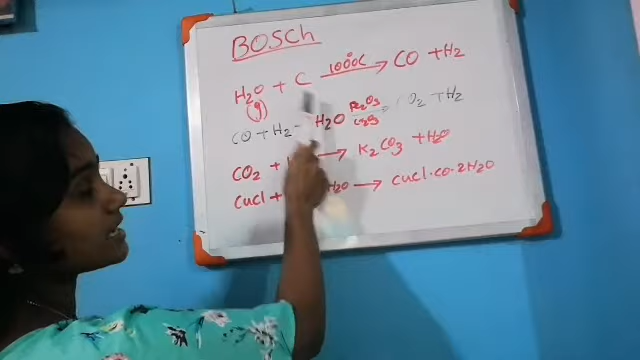 BOSCH
H2O + C 1000°C → CO + H2
(g)
CO + H2 H2O Fe2O3 Cr2O3 → CO2 + H2
CO2 + → K2CO3 + H2O
CuCl + H2O → CuCl·CO·2H2O